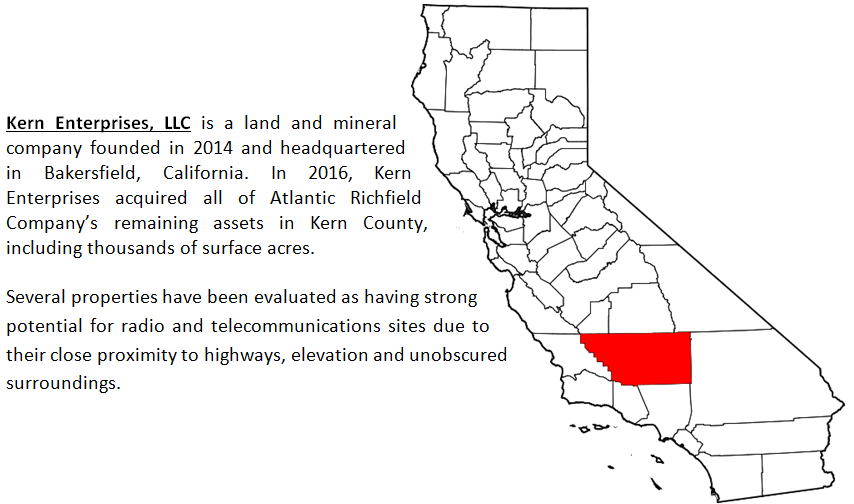 Kern Enterprises, LLC is a land and mineral
company founded in 2014 and headquartered
in Bakersfield, California. In 2016, Kern
Enterprises acquired all of Atlantic Richfield
Company’s remaining assets in Kern County,
including thousands of surface acres.
Several properties have been evaluated as having strong
potential for radio and telecommunications sites due to
their close proximity to highways, elevation and unobscured
surroundings.